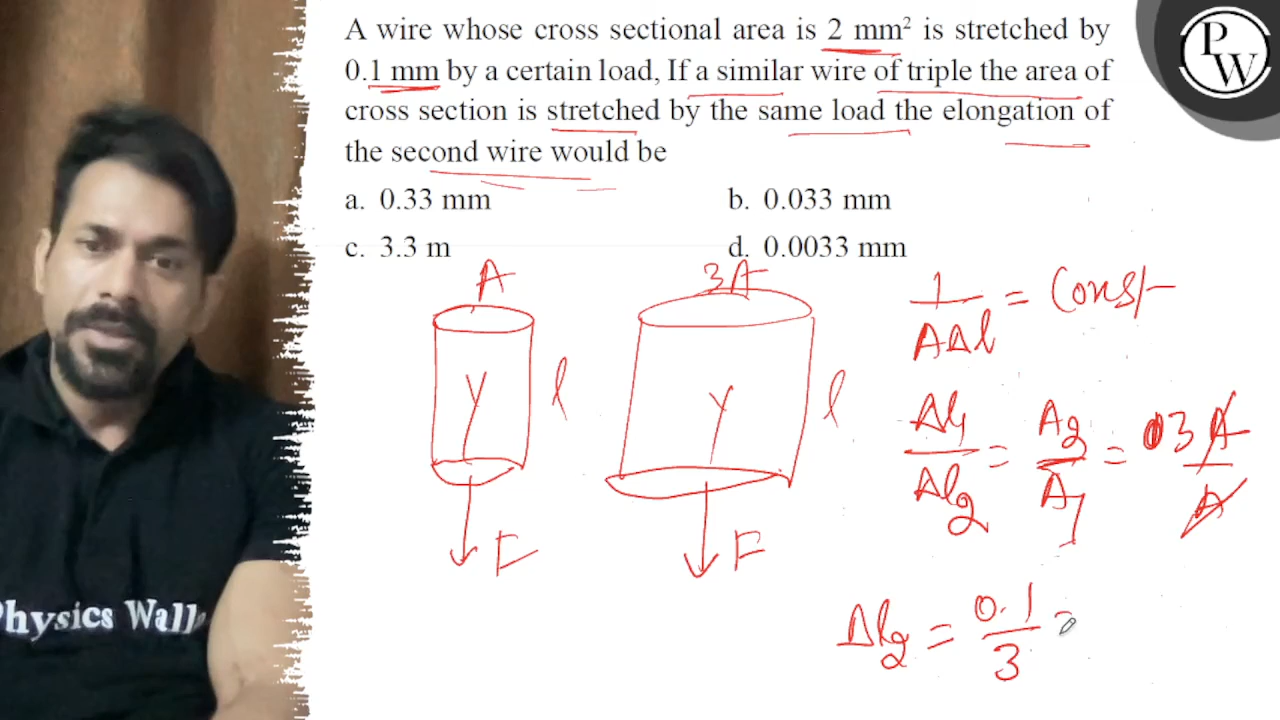 A wire whose cross sectional area is 2 mm² is stretched by
0.1 mm by a certain load, If a similar wire of triple the area of
cross section is stretched by the same load the elongation of
the second wire would be
a. 0.33 mm
b. 0.033 mm
c. 3.3 m
d. 0.0033 mm
P
W
A
3A
1/AΔl = Const
Y
l
Y
l
Δl₁/Δl₂ = A₂/A₁ = 3A/A
F
F
Δl₂ = 0.1/3 =
Physics Walla